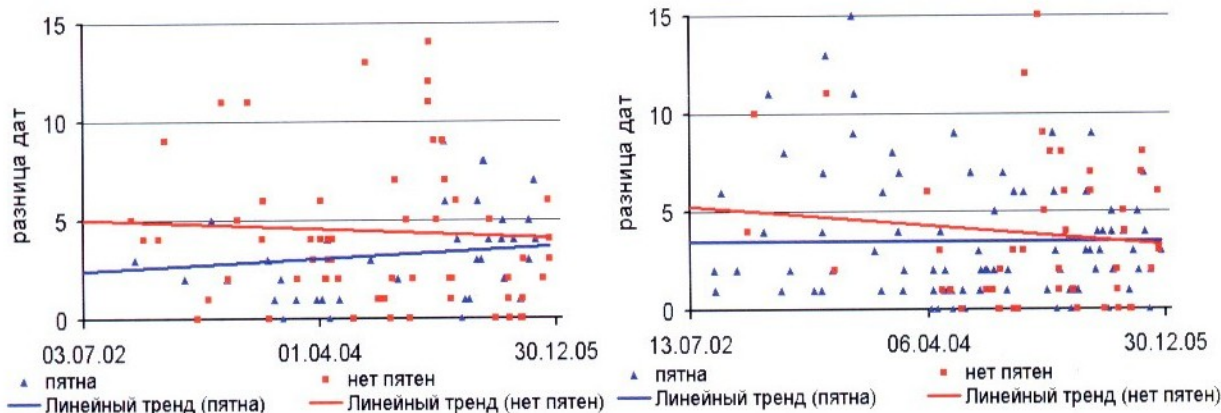 15
10
5
0
разница дат
03.07.02 01.04.04 30.12.05
пятна нет пятен
Линейный тренд (пятна) Линейный тренд (нет пятен)
15
10
5
0
разница дат
13.07.02 06.04.04 30.12.05
пятна нет пятен
Линейный тренд (пятна) Линейный тренд (нет пятен)